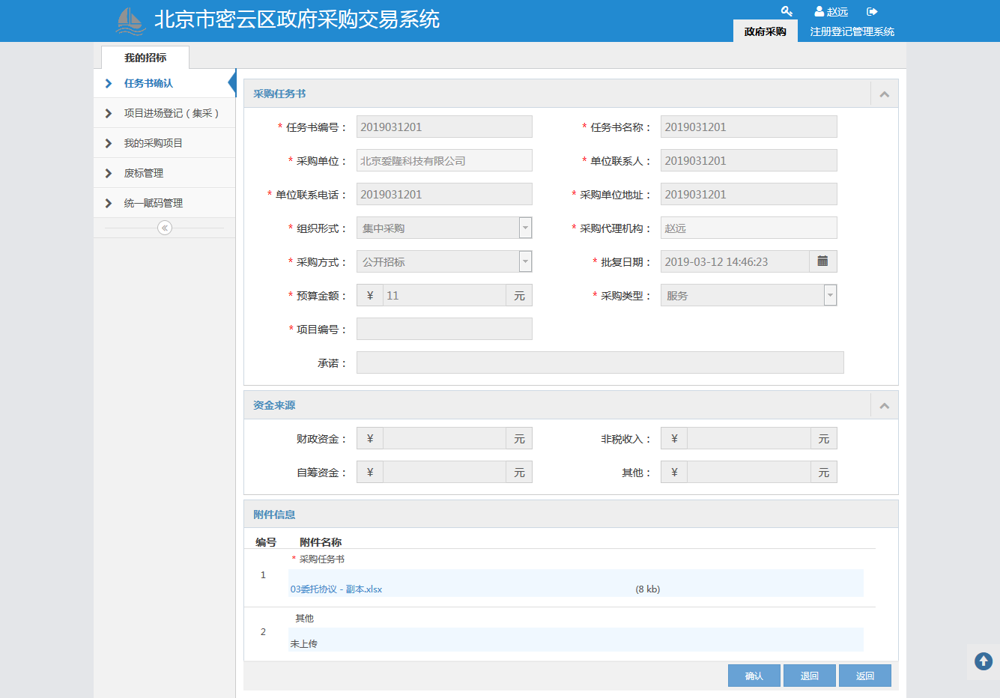 北京市密云区政府采购交易系统
赵远
政府采购 注册登记管理系统
我的招标
任务书确认
项目进场登记（集采）
我的采购项目
废标管理
统一赋码管理
采购任务书
* 任务书编号： 2019031201 * 任务书名称： 2019031201
* 采购单位： 北京爱隆科技有限公司 * 单位联系人： 2019031201
* 单位联系电话： 2019031201 * 采购单位地址： 2019031201
* 组织形式： 集中采购 * 采购代理机构： 赵远
* 采购方式： 公开招标 * 批复日期： 2019-03-12 14:46:23
* 预算金额： ¥ 11 元 * 采购类型： 服务
* 项目编号：
承诺：
资金来源
财政资金： ¥ 元 非税收入： ¥ 元
自筹资金： ¥ 元 其他： ¥ 元
附件信息
编号 附件名称
* 采购任务书
1
03委托协议 - 副本.xlsx (8 kb)
其他
2
未上传
确认 退回 返回